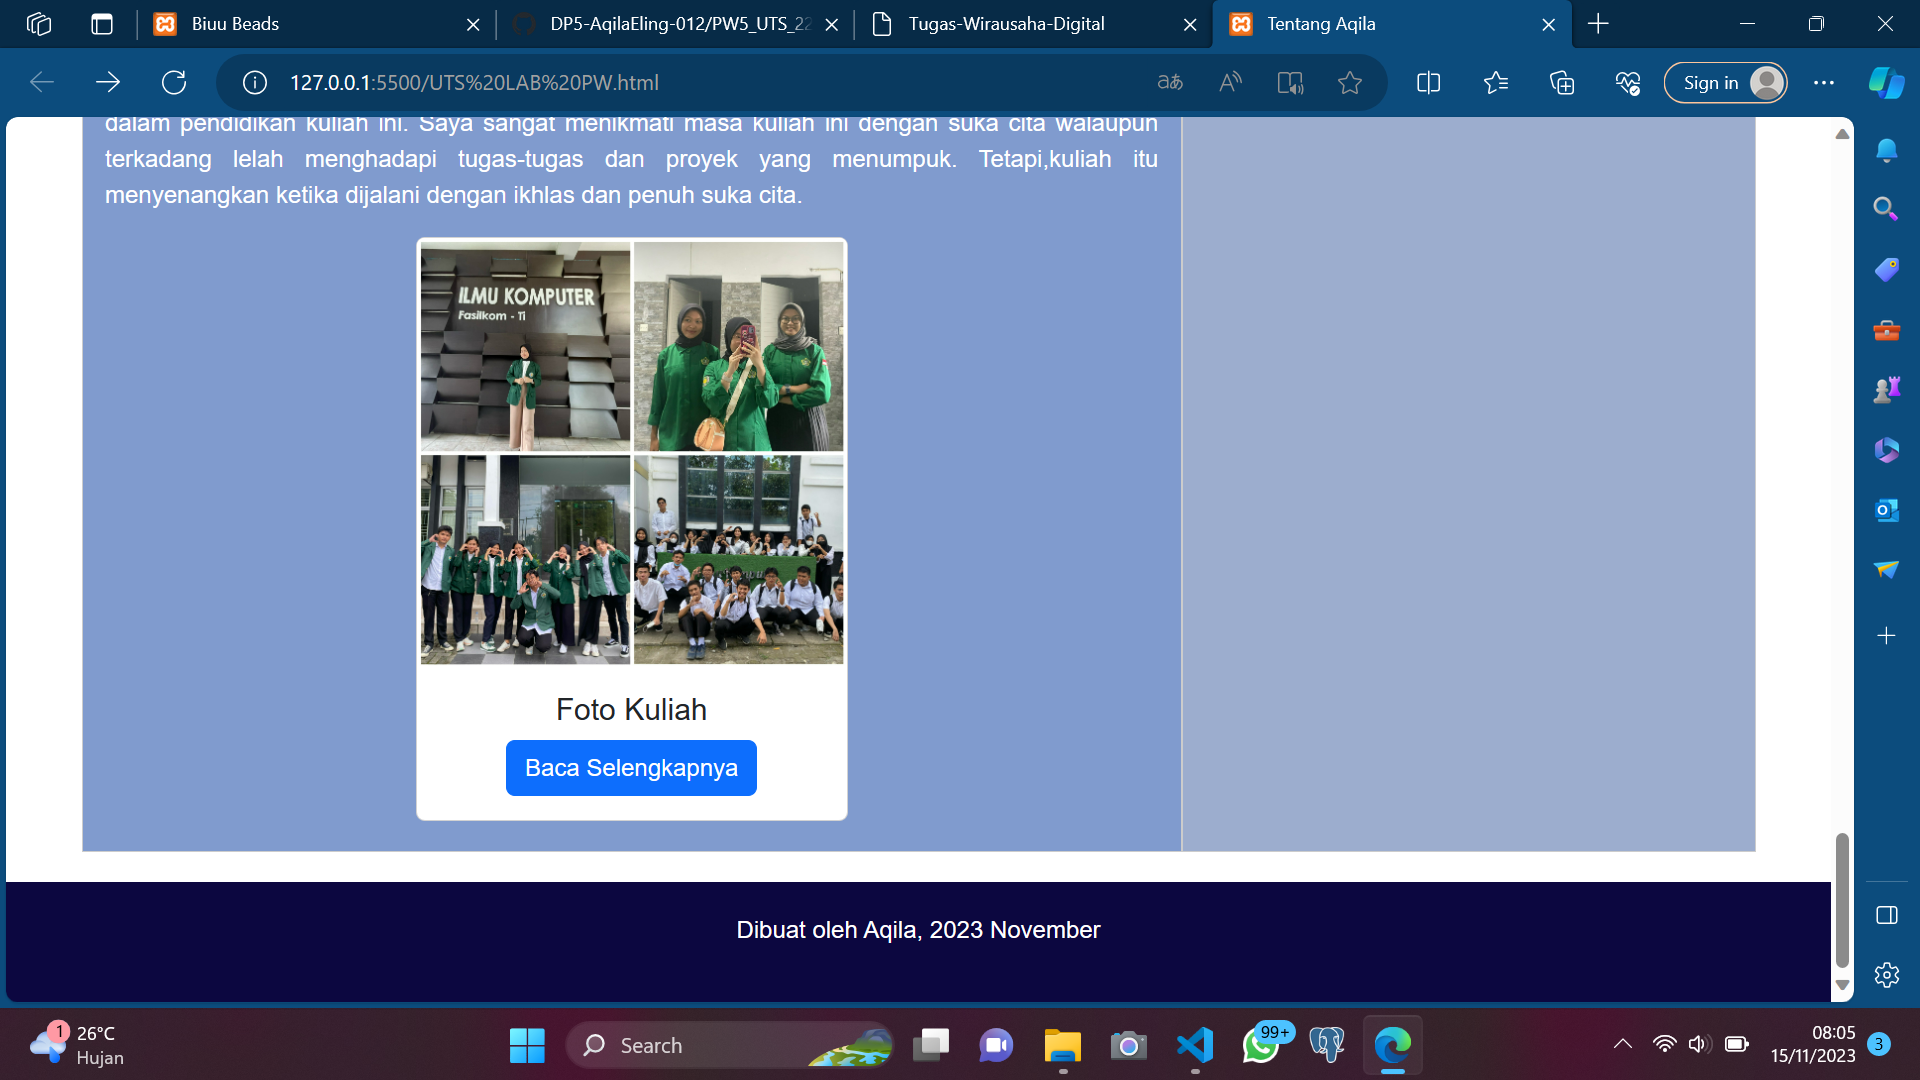 Biuu Beads
DP5-AqilaEling-012/PW5_UTS_22
Tugas-Wirausaha-Digital
Tentang Aqila
127.0.0.1:5500/UTS%20LAB%20PW.html
Sign in
dalam pendidikan kuliah ini. Saya sangat menikmati masa kuliah ini dengan suka cita walaupun
terkadang lelah menghadapi tugas-tugas dan proyek yang menumpuk. Tetapi,kuliah itu
menyenangkan ketika dijalani dengan ikhlas dan penuh suka cita.
ILMU KOMPUTER
Fasilkom - TI
Foto Kuliah
Baca Selengkapnya
Dibuat oleh Aqila, 2023 November
1
26°C
Hujan
Search
99+
08:05
15/11/2023
3